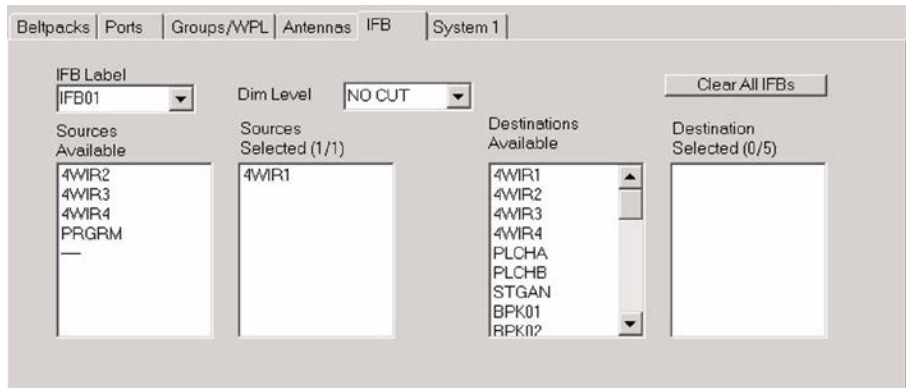 Beltpacks Ports Groups/WPL Antennas IFB System 1
IFB Label
IFB01
Dim Level NO CUT
Clear All IFBs
Sources
Available
4WIR2
4WIR3
4WIR4
PRGRM
Sources
Selected (1/1)
4WIR1
Destinations
Available
4WIR1
4WIR2
4WIR3
4WIR4
PLCHA
PLCHB
STGAN
BPK01
BPK02
Destination
Selected (0/5)